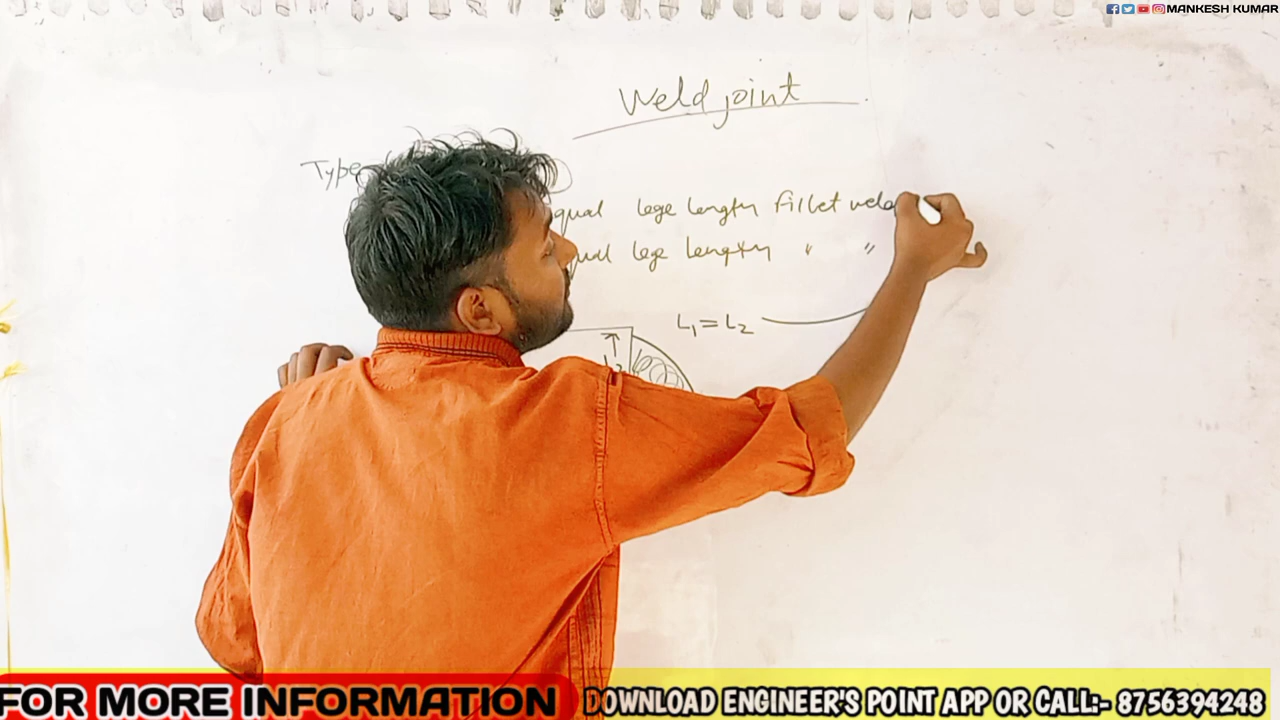 MANKESH KUMAR
Weld joint
Type
qual lege length fillet weld
qual lege length " "
L₁ = L₂
FOR MORE INFORMATION
DOWNLOAD ENGINEER'S POINT APP OR CALL:- 8756394248